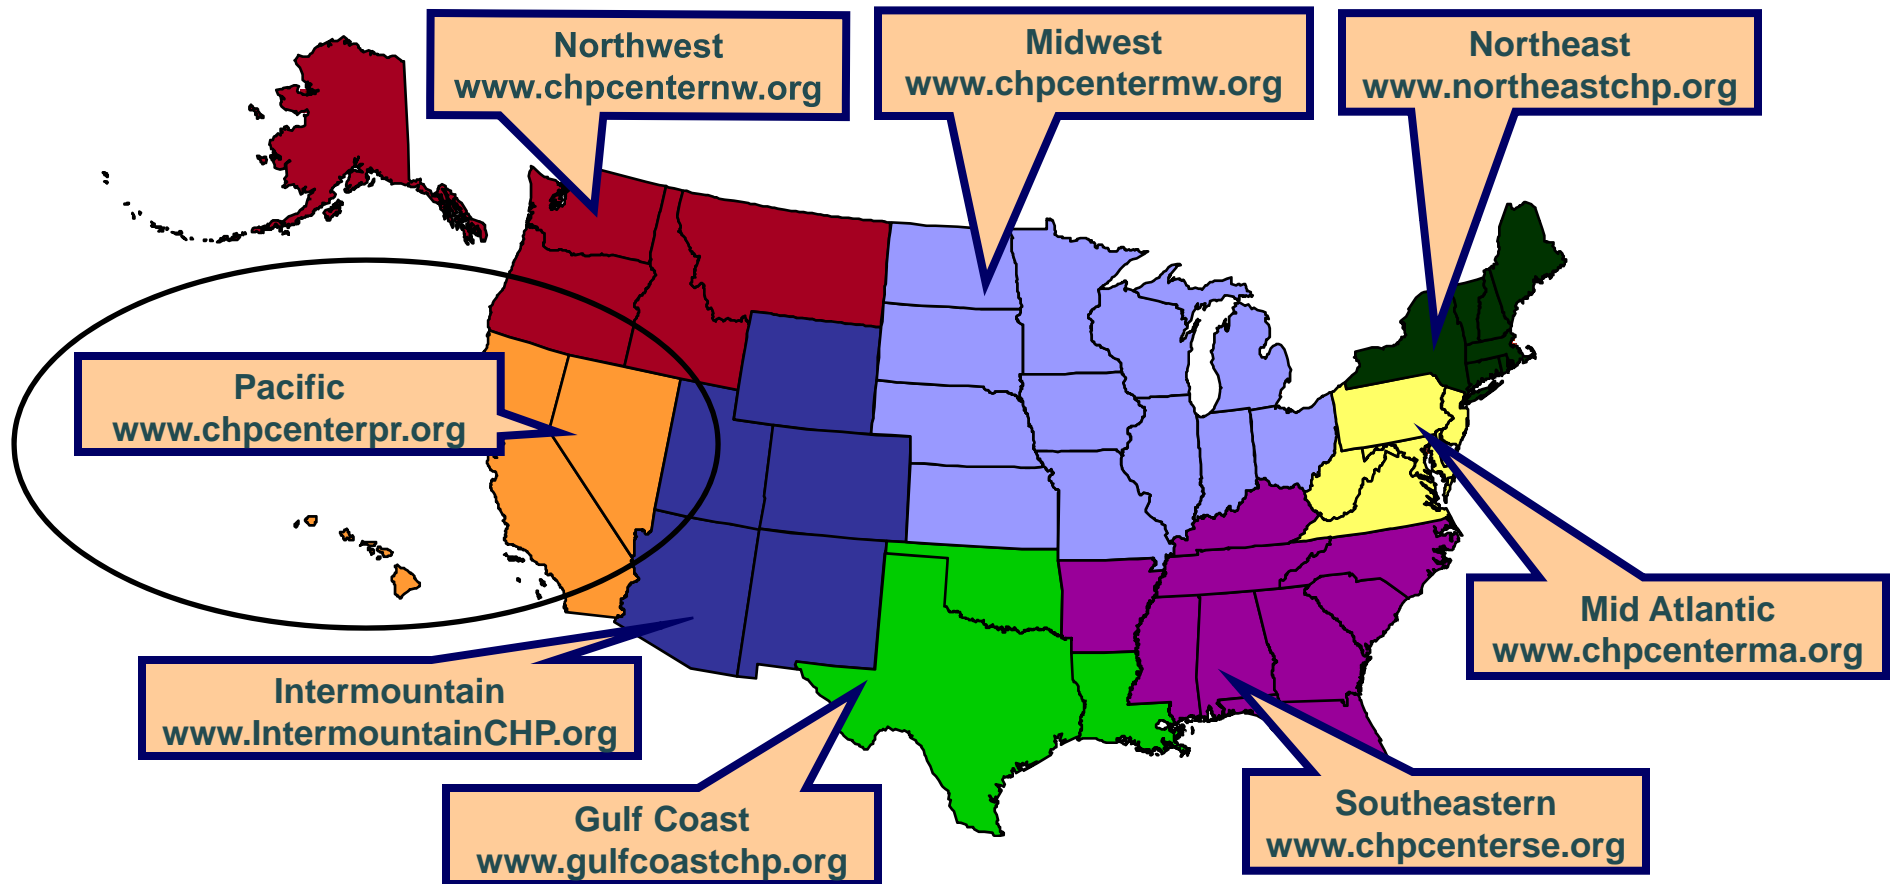 Northwest
www.chpcenternw.org
Midwest
www.chpcentermw.org
Northeast
www.northeastchp.org
Pacific
www.chpcenterpr.org
Mid Atlantic
www.chpcenterma.org
Intermountain
www.IntermountainCHP.org
Gulf Coast
www.gulfcoastchp.org
Southeastern
www.chpcenterse.org